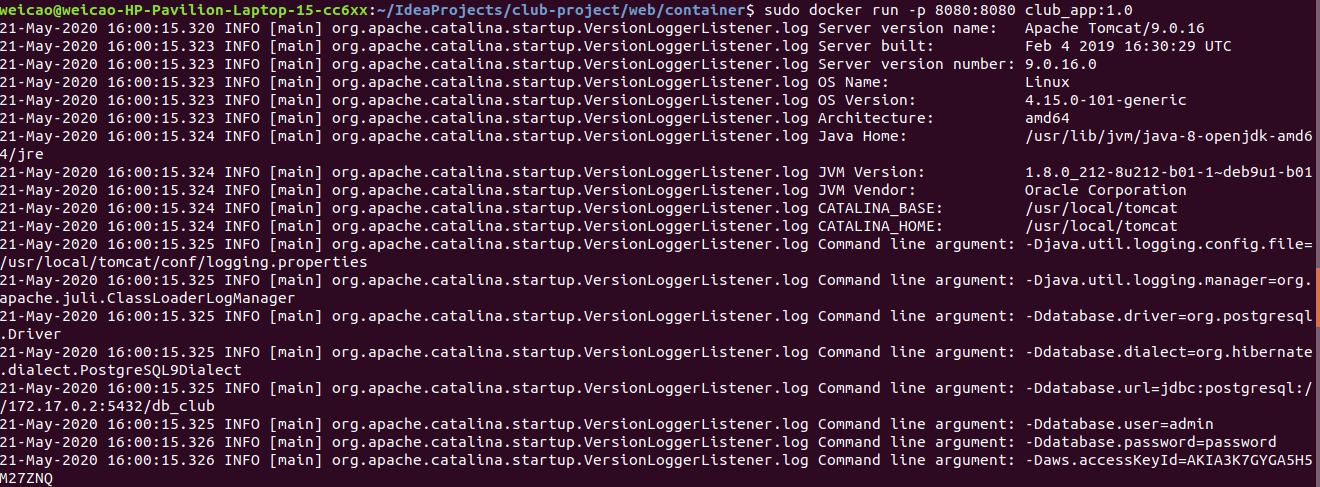 weicao@weicao-HP-Pavilion-Laptop-15-cc6xx:~/IdeaProjects/club-project/web/container$ sudo docker run -p 8080:8080 club_app:1.0
21-May-2020 16:00:15.320 INFO [main] org.apache.catalina.startup.VersionLoggerListener.log Server version name:   Apache Tomcat/9.0.16
21-May-2020 16:00:15.323 INFO [main] org.apache.catalina.startup.VersionLoggerListener.log Server built:          Feb 4 2019 16:30:29 UTC
21-May-2020 16:00:15.323 INFO [main] org.apache.catalina.startup.VersionLoggerListener.log Server version number: 9.0.16.0
21-May-2020 16:00:15.323 INFO [main] org.apache.catalina.startup.VersionLoggerListener.log OS Name:               Linux
21-May-2020 16:00:15.323 INFO [main] org.apache.catalina.startup.VersionLoggerListener.log OS Version:            4.15.0-101-generic
21-May-2020 16:00:15.323 INFO [main] org.apache.catalina.startup.VersionLoggerListener.log Architecture:          amd64
21-May-2020 16:00:15.324 INFO [main] org.apache.catalina.startup.VersionLoggerListener.log Java Home:             /usr/lib/jvm/java-8-openjdk-amd6
4/jre
21-May-2020 16:00:15.324 INFO [main] org.apache.catalina.startup.VersionLoggerListener.log JVM Version:           1.8.0_212-8u212-b01-1~deb9u1-b01
21-May-2020 16:00:15.324 INFO [main] org.apache.catalina.startup.VersionLoggerListener.log JVM Vendor:            Oracle Corporation
21-May-2020 16:00:15.324 INFO [main] org.apache.catalina.startup.VersionLoggerListener.log CATALINA_BASE:         /usr/local/tomcat
21-May-2020 16:00:15.324 INFO [main] org.apache.catalina.startup.VersionLoggerListener.log CATALINA_HOME:         /usr/local/tomcat
21-May-2020 16:00:15.325 INFO [main] org.apache.catalina.startup.VersionLoggerListener.log Command line argument: -Djava.util.logging.config.file=
/usr/local/tomcat/conf/logging.properties
21-May-2020 16:00:15.325 INFO [main] org.apache.catalina.startup.VersionLoggerListener.log Command line argument: -Djava.util.logging.manager=org.
apache.juli.ClassLoaderLogManager
21-May-2020 16:00:15.325 INFO [main] org.apache.catalina.startup.VersionLoggerListener.log Command line argument: -Ddatabase.driver=org.postgresql
.Driver
21-May-2020 16:00:15.325 INFO [main] org.apache.catalina.startup.VersionLoggerListener.log Command line argument: -Ddatabase.dialect=org.hibernate
.dialect.PostgreSQL9Dialect
21-May-2020 16:00:15.325 INFO [main] org.apache.catalina.startup.VersionLoggerListener.log Command line argument: -Ddatabase.url=jdbc:postgresql:/
/172.17.0.2:5432/db_club
21-May-2020 16:00:15.325 INFO [main] org.apache.catalina.startup.VersionLoggerListener.log Command line argument: -Ddatabase.user=admin
21-May-2020 16:00:15.326 INFO [main] org.apache.catalina.startup.VersionLoggerListener.log Command line argument: -Ddatabase.password=password
21-May-2020 16:00:15.326 INFO [main] org.apache.catalina.startup.VersionLoggerListener.log Command line argument: -Daws.accessKeyId=AKIA3K7GYGA5H5
M27ZNQ